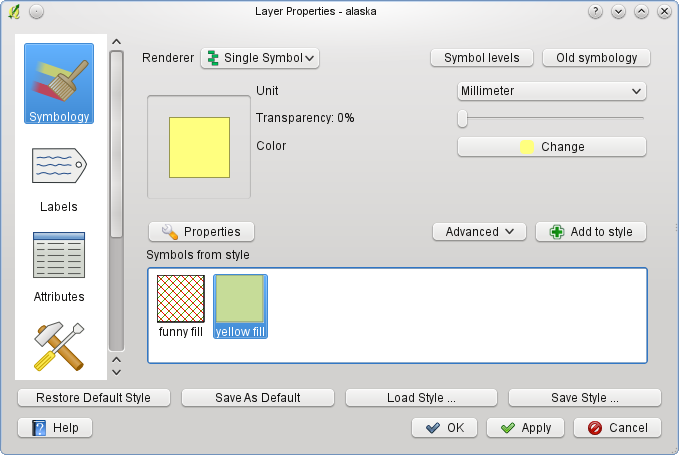 Layer Properties - alaska
Renderer Single Symbol Symbol levels Old symbology
Symbology
Labels
Attributes
Unit Millimeter
Transparency: 0%
Color Change
Properties Advanced Add to style
Symbols from style
funny fill yellow fill
Restore Default Style Save As Default Load Style ... Save Style ...
Help OK Apply Cancel